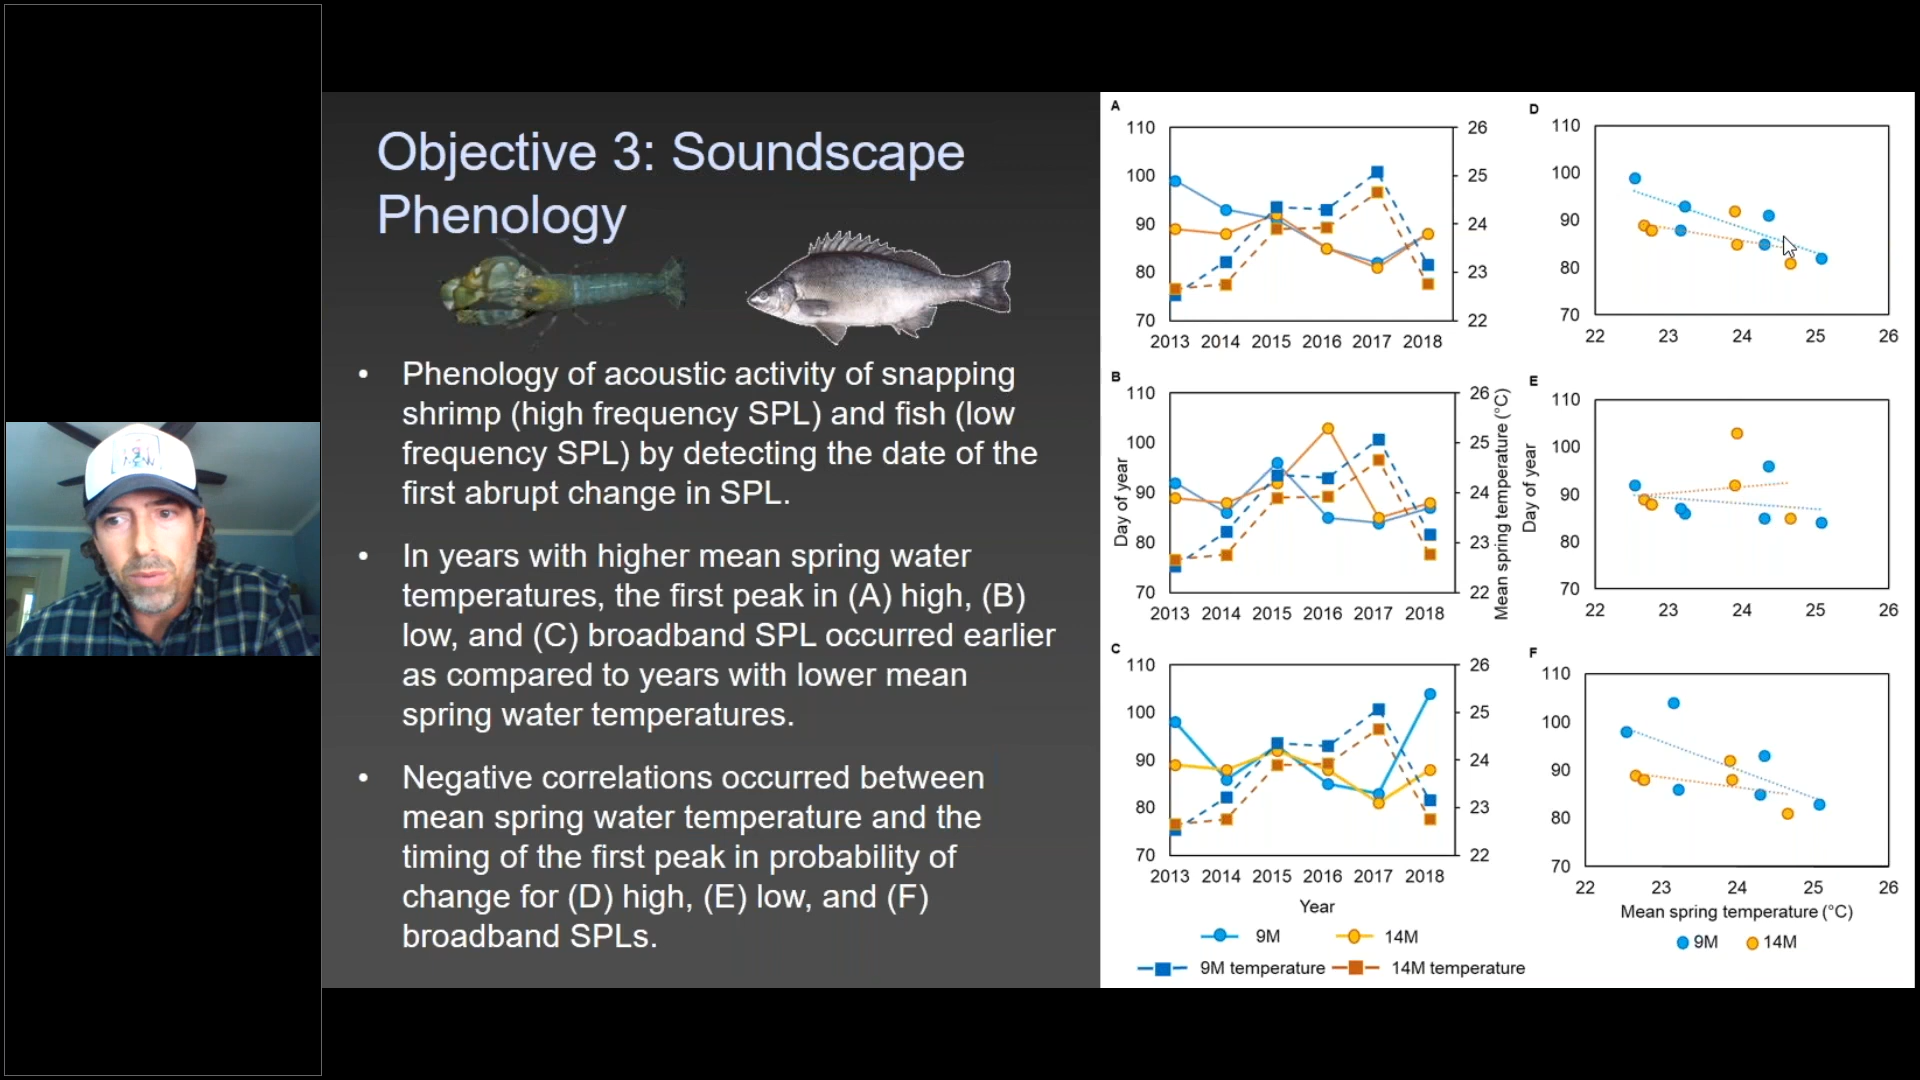 Objective 3: Soundscape
Phenology
• Phenology of acoustic activity of snapping
shrimp (high frequency SPL) and fish (low
frequency SPL) by detecting the date of the
first abrupt change in SPL.
• In years with higher mean spring water
temperatures, the first peak in (A) high, (B)
low, and (C) broadband SPL occurred earlier
as compared to years with lower mean
spring water temperatures.
• Negative correlations occurred between
mean spring water temperature and the
timing of the first peak in probability of
change for (D) high, (E) low, and (F)
broadband SPLs.
A
110
100
90
80
70
26
25
24
23
22
2013 2014 2015 2016 2017 2018
B
110
100
90
80
70
Day of year
26
25
24
23
22
Mean spring temperature (°C)
2013 2014 2015 2016 2017 2018
C
110
100
90
80
70
26
25
24
23
22
2013 2014 2015 2016 2017 2018
Year
9M 14M
9M temperature 14M temperature
D
110
100
90
80
70
22 23 24 25 26
E
110
100
90
80
70
Day of year
22 23 24 25 26
F
110
100
90
80
70
22 23 24 25 26
Mean spring temperature (°C)
9M 14M